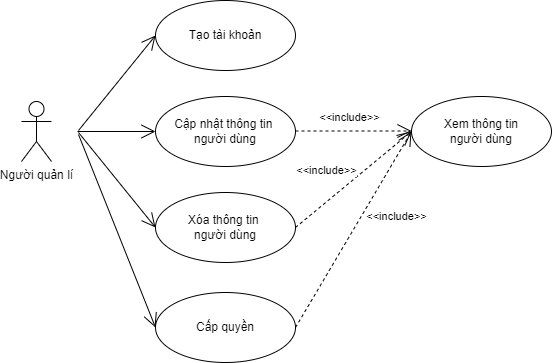 Tạo tài khoản
Cập nhật thông tin
người dùng
<<include>>
Xem thông tin
người dùng
Người quản lí
<<include>>
Xóa thông tin
người dùng
<<include>>
Cấp quyền